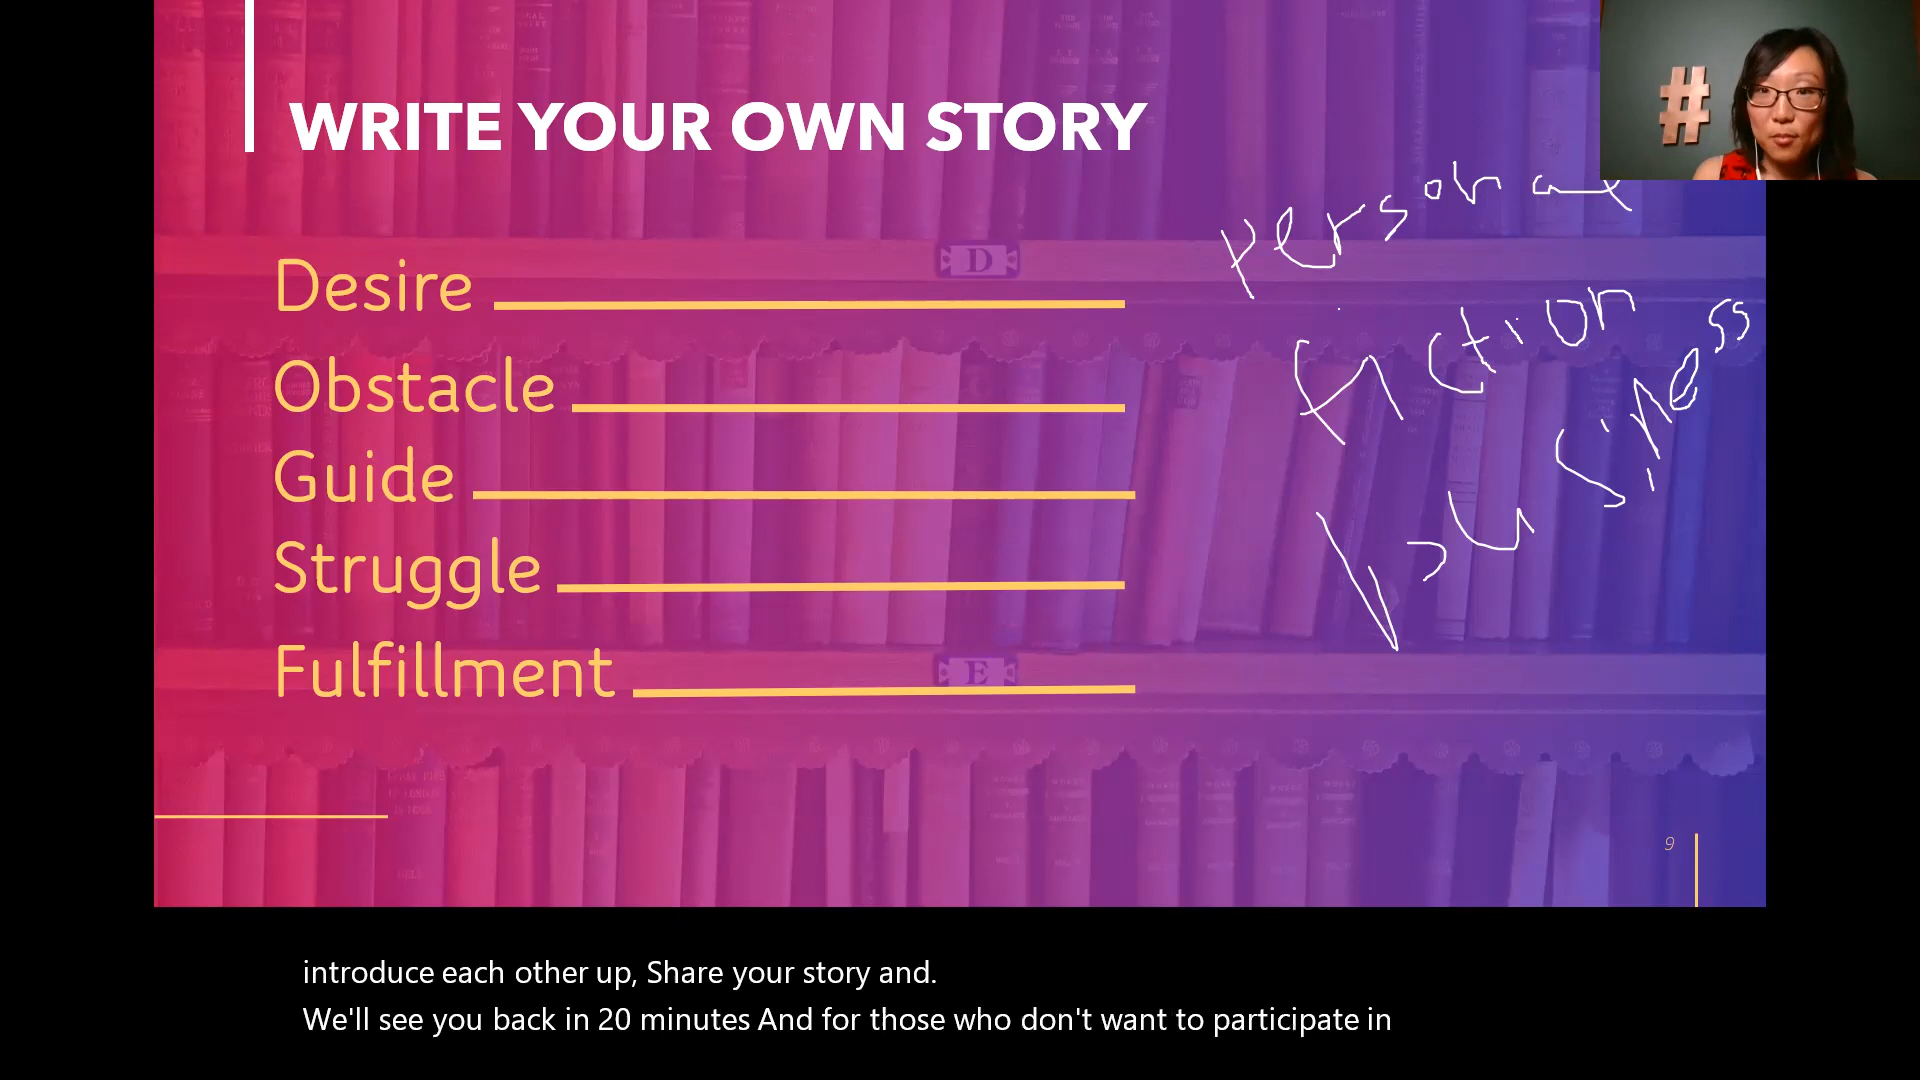 WRITE YOUR OWN STORY
Desire
Obstacle
Guide
Struggle
Fulfillment
personal
fiction
business
D
E
#
9
introduce each other up, Share your story and.
We'll see you back in 20 minutes And for those who don't want to participate in